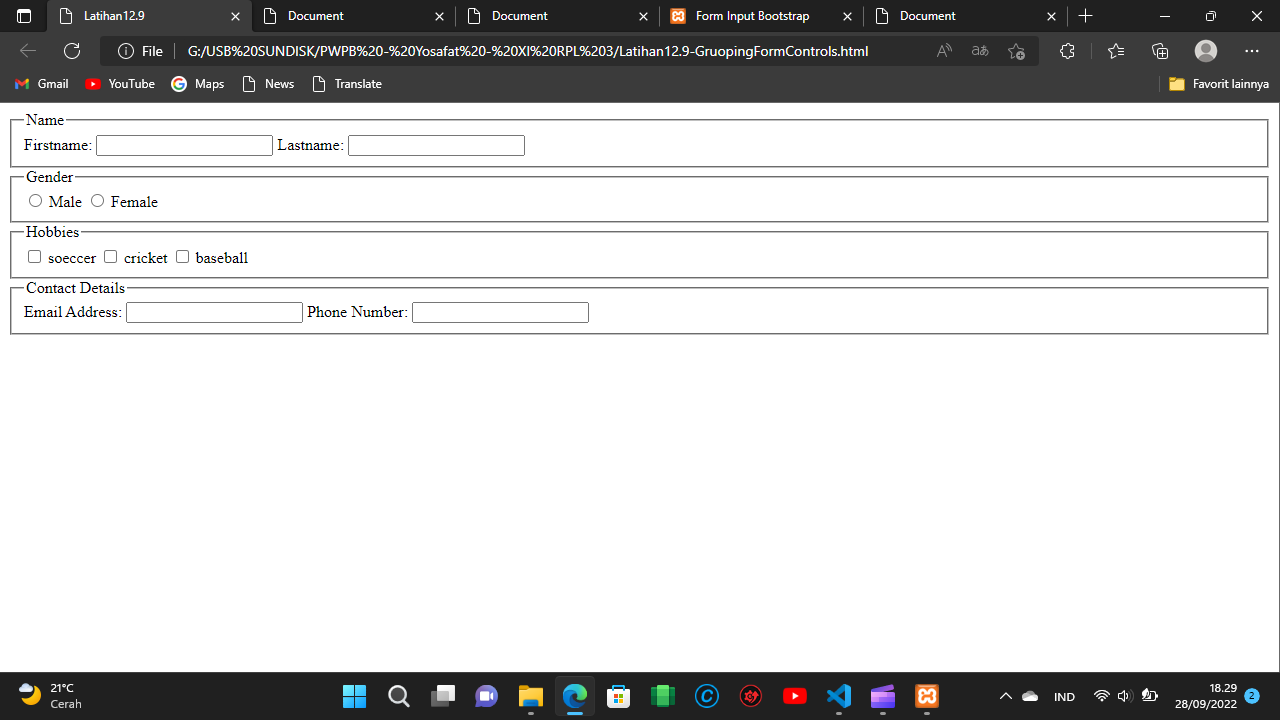 Latihan12.9 Document Document Form Input Bootstrap Document
File G:/USB%20SUNDISK/PWPB%20-%20Yosafat%20-%20XI%20RPL%203/Latihan12.9-GruopingFormControls.html
Gmail YouTube Maps News Translate Favorit lainnya
Name
Firstname: Lastname:
Gender
Male Female
Hobbies
soeccer cricket baseball
Contact Details
Email Address: Phone Number:
21°C
Cerah
IND
18.29
28/09/2022
2